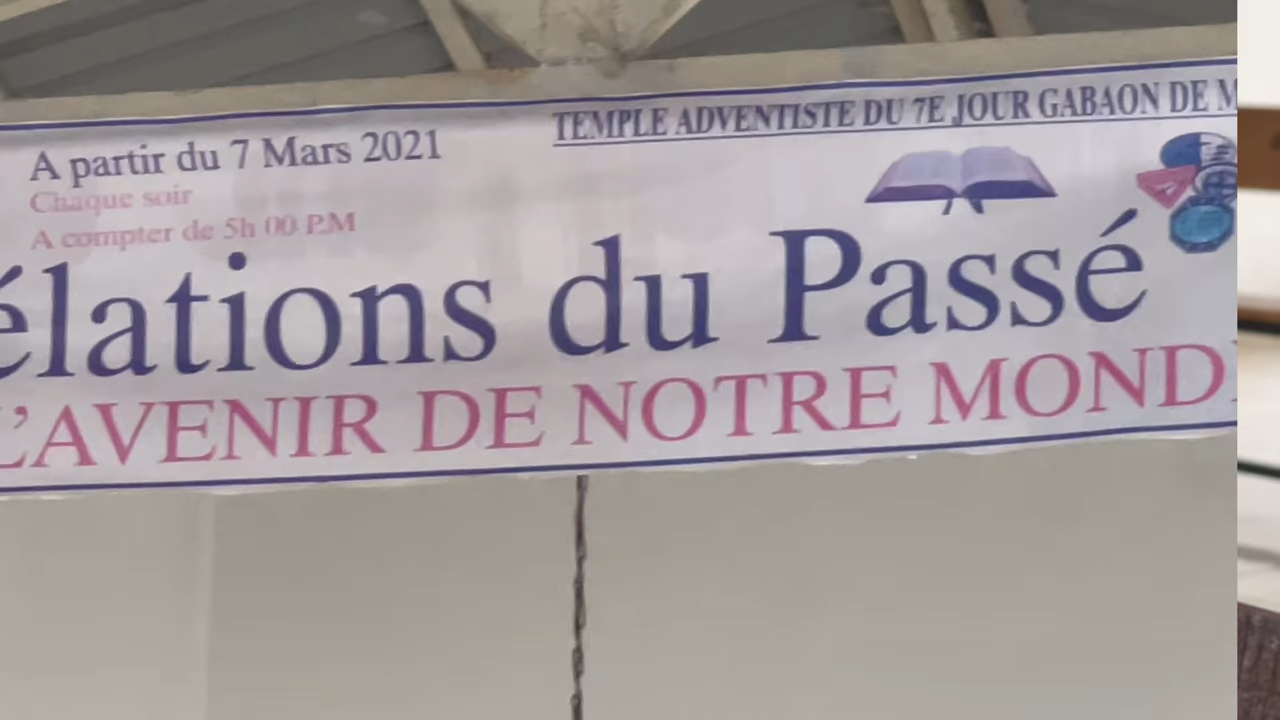 TEMPLE ADVENTISTE DU 7E JOUR GABAON DE M
A partir du 7 Mars 2021
Chaque soir
A compter de 5h 00 P.M
élations du Passé
L'AVENIR DE NOTRE MOND